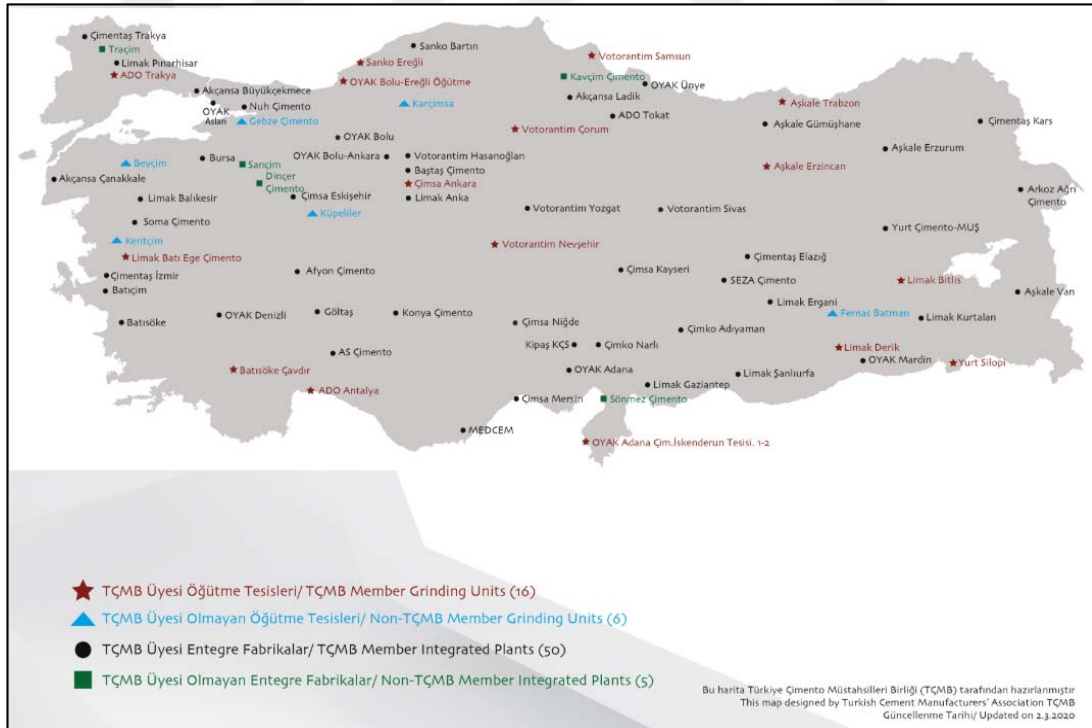 Çimentaş Trakya
Traçim
Limak Pınarhisar
ADO Trakya
Sanko Bartın
Sanko Ereğli
OYAK Bolu-Ereğli Öğütme
Votorantim Samsun
Kavçim Çimento
OYAK Ünye
Akçansa Büyükçekmece
OYAK
Aslan
Nuh Çimento
Gebze Çimento
Karçimsa
Akçansa Ladik
ADO Tokat
Aşkale Trabzon
Aşkale Gümüşhane
Çimentaş Kars
OYAK Bolu
Votorantim Çorum
Aşkale Erzurum
Beyçim
Bursa
Sançim
OYAK Bolu-Ankara
Votorantim Hasanoğlan
Baştaş Çimento
Aşkale Erzincan
Akçansa Çanakkale
Dinçer
Çimento
Çimsa Ankara
Limak Anka
Çimsa Eskişehir
Arkoz Ağrı
Çimento
Limak Balıkesir
Küpeliler
Votorantim Yozgat
Votorantim Sivas
Soma Çimento
Yurt Çimento-MUŞ
Kentçim
Votorantim Nevşehir
Limak Batı Ege Çimento
Çimentaş Elazığ
Çimentaş İzmir
Afyon Çimento
Çimsa Kayseri
SEZA Çimento
Limak Bitlis
Batıçim
Aşkale Van
Limak Ergani
Fernas Batman
Limak Kurtalan
Batısöke
OYAK Denizli
Göltaş
Konya Çimento
Çimsa Niğde
Çimko Adıyaman
Kipaş KÇS
Çimko Narlı
Limak Derik
AS Çimento
OYAK Mardin
Yurt Silopi
Batısöke Çavdır
OYAK Adana
Limak Şanlıurfa
ADO Antalya
Limak Gaziantep
Çimsa Mersin
Sönmez Çimento
MEDCEM
OYAK Adana Çim.İskenderun Tesisi. 1-2
TÇMB Üyesi Öğütme Tesisleri/ TÇMB Member Grinding Units (16)
TÇMB Üyesi Olmayan Öğütme Tesisleri/ Non-TÇMB Member Grinding Units (6)
TÇMB Üyesi Entegre Fabrikalar/ TÇMB Member Integrated Plants (50)
TÇMB Üyesi Olmayan Entegre Fabrikalar/ Non-TÇMB Member Integrated Plants (5)
Bu harita Türkiye Çimento Müstahsilleri Birliği (TÇMB) tarafından hazırlanmıştır
This map designed by Turkish Cement Manufacturers' Association TÇMB
Güncellenme Tarihi/ Updated on 2.3.2020